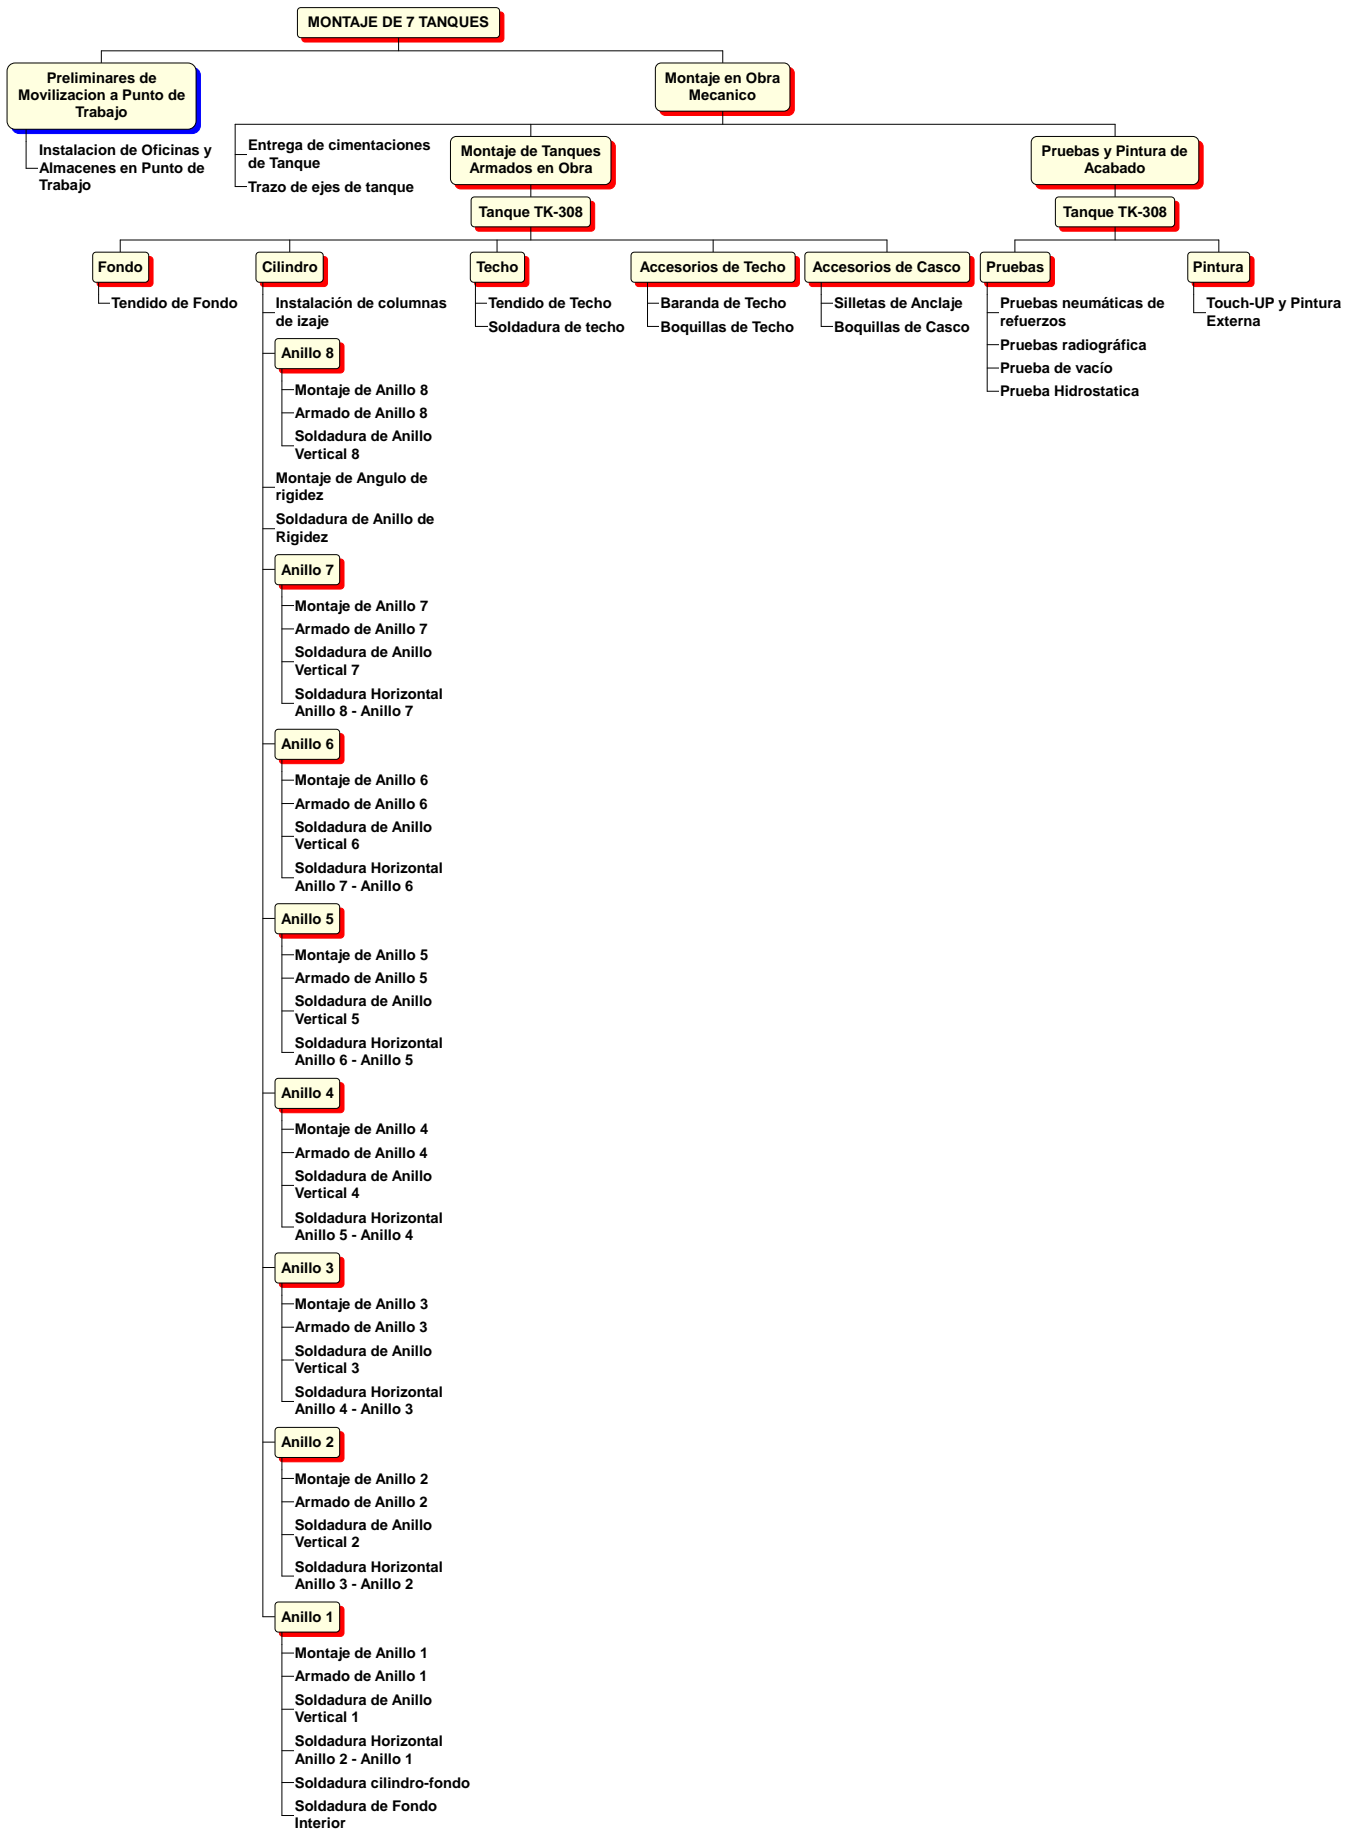 MONTAJE DE 7 TANQUES
Preliminares de
Movilizacion a Punto de
Trabajo
Instalacion de Oficinas y
Almacenes en Punto de
Trabajo
Montaje en Obra
Mecanico
Entrega de cimentaciones
de Tanque
Trazo de ejes de tanque
Montaje de Tanques
Armados en Obra
Tanque TK-308
Fondo
Tendido de Fondo
Cilindro
Instalación de columnas
de izaje
Anillo 8
Montaje de Anillo 8
Armado de Anillo 8
Soldadura de Anillo
Vertical 8
Montaje de Angulo de
rigidez
Soldadura de Anillo de
Rigidez
Anillo 7
Montaje de Anillo 7
Armado de Anillo 7
Soldadura de Anillo
Vertical 7
Soldadura Horizontal
Anillo 8 - Anillo 7
Anillo 6
Montaje de Anillo 6
Armado de Anillo 6
Soldadura de Anillo
Vertical 6
Soldadura Horizontal
Anillo 7 - Anillo 6
Anillo 5
Montaje de Anillo 5
Armado de Anillo 5
Soldadura de Anillo
Vertical 5
Soldadura Horizontal
Anillo 6 - Anillo 5
Anillo 4
Montaje de Anillo 4
Armado de Anillo 4
Soldadura de Anillo
Vertical 4
Soldadura Horizontal
Anillo 5 - Anillo 4
Anillo 3
Montaje de Anillo 3
Armado de Anillo 3
Soldadura de Anillo
Vertical 3
Soldadura Horizontal
Anillo 4 - Anillo 3
Anillo 2
Montaje de Anillo 2
Armado de Anillo 2
Soldadura de Anillo
Vertical 2
Soldadura Horizontal
Anillo 3 - Anillo 2
Anillo 1
Montaje de Anillo 1
Armado de Anillo 1
Soldadura de Anillo
Vertical 1
Soldadura Horizontal
Anillo 2 - Anillo 1
Soldadura cilindro-fondo
Soldadura de Fondo
Interior
Techo
Tendido de Techo
Soldadura de techo
Accesorios de Techo
Baranda de Techo
Boquillas de Techo
Accesorios de Casco
Silletas de Anclaje
Boquillas de Casco
Pruebas y Pintura de
Acabado
Tanque TK-308
Pruebas
Pruebas neumáticas de
refuerzos
Pruebas radiográfica
Prueba de vacío
Prueba Hidrostatica
Pintura
Touch-UP y Pintura
Externa